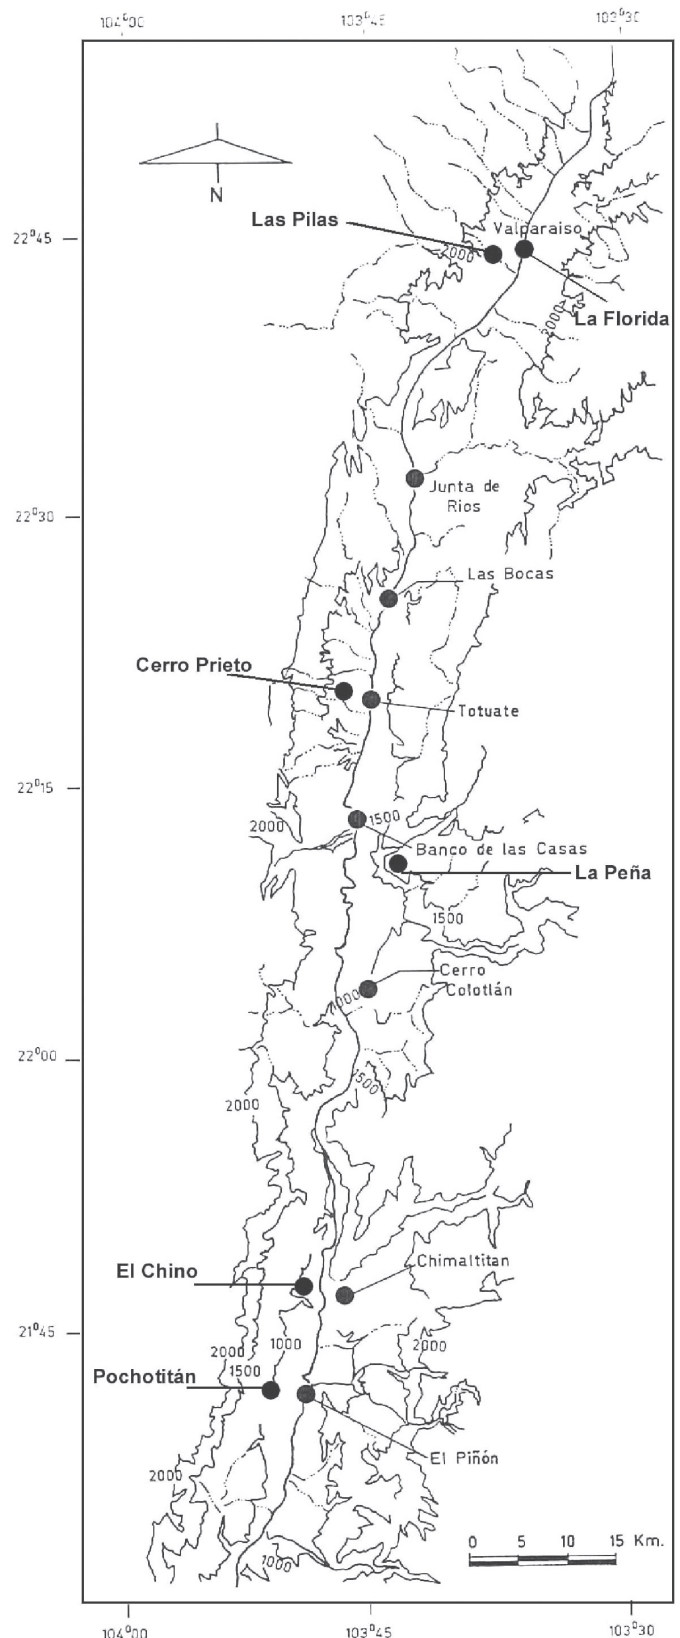 104°00 103°45 103°30
N
Las Pilas
22°45
Valparaiso
2000
La Florida
2000
Junta de
Rios
22°30
Las Bocas
Cerro Prieto
Totuate
22°15
2000
1500
Banco de las Casas
La Peña
1500
Cerro
Colotlán
1000
22°00
1500
2000
El Chino
Chimaltitan
21°45
1000
2000
2000
1500
Pochotitán
El Piñón
2000
0 5 10 15 Km.
1000
104°00 103°45 103°30